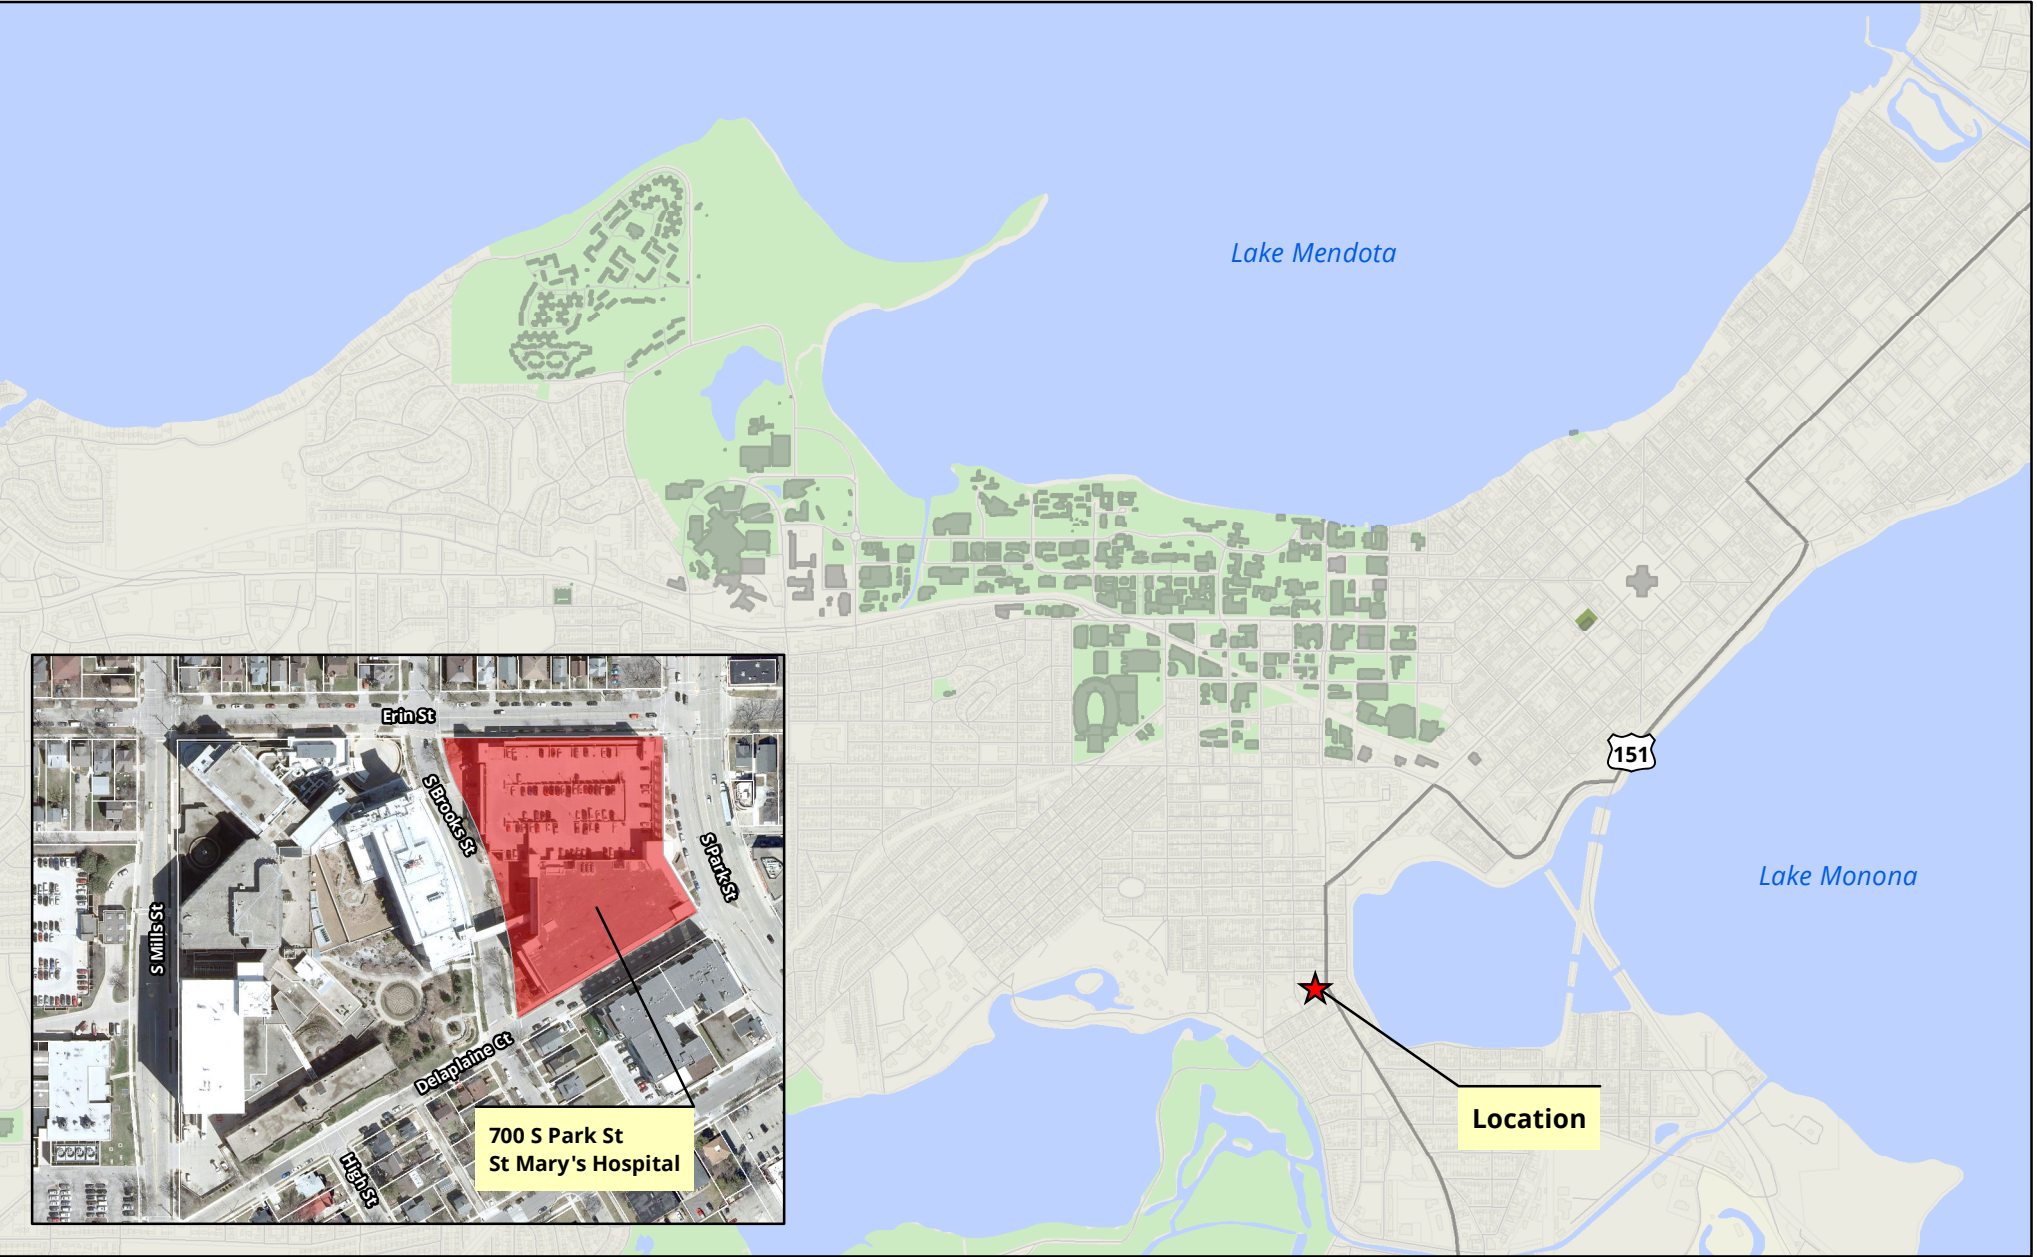 Lake Mendota
151
Lake Monona
Location
Erin St
S Brooks St
S Park St
S Mills St
Delaplaine Ct
High St
700 S Park St
St Mary's Hospital